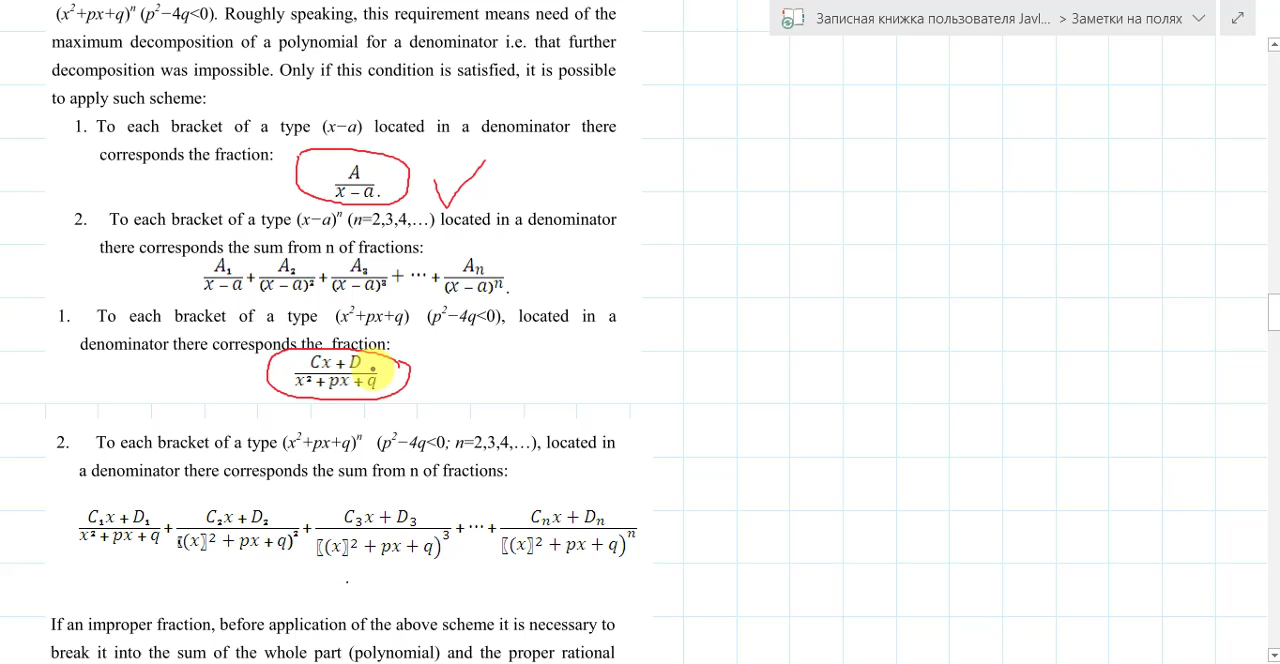 (x²+px+q)ⁿ (p²−4q<0). Roughly speaking, this requirement means need of the
maximum decomposition of a polynomial for a denominator i.e. that further
decomposition was impossible. Only if this condition is satisfied, it is possible
to apply such scheme:
1. To each bracket of a type (x−a) located in a denominator there
corresponds the fraction:
A
x − a.
2. To each bracket of a type (x−a)ⁿ (n=2,3,4,…) located in a denominator
there corresponds the sum from n of fractions:
A₁/(x − a) + A₂/(x − a)² + A₃/(x − a)³ + ⋯ + Aₙ/(x − a)ⁿ.
1. To each bracket of a type (x²+px+q) (p²−4q<0), located in a
denominator there corresponds the fraction:
Cx + D
x² + px + q
2. To each bracket of a type (x²+px+q)ⁿ (p²−4q<0; n=2,3,4,…), located in
a denominator there corresponds the sum from n of fractions:
C₁x + D₁/x² + px + q + C₂x + D₂/〖(x〗² + px + q)² + C₃x + D₃/〖(x〗² + px + q)³ + ⋯ + Cₙx + Dₙ/〖(x〗² + px + q)ⁿ
.
If an improper fraction, before application of the above scheme it is necessary to
break it into the sum of the whole part (polynomial) and the proper rational
Записная книжка пользователя Javl... > Заметки на полях